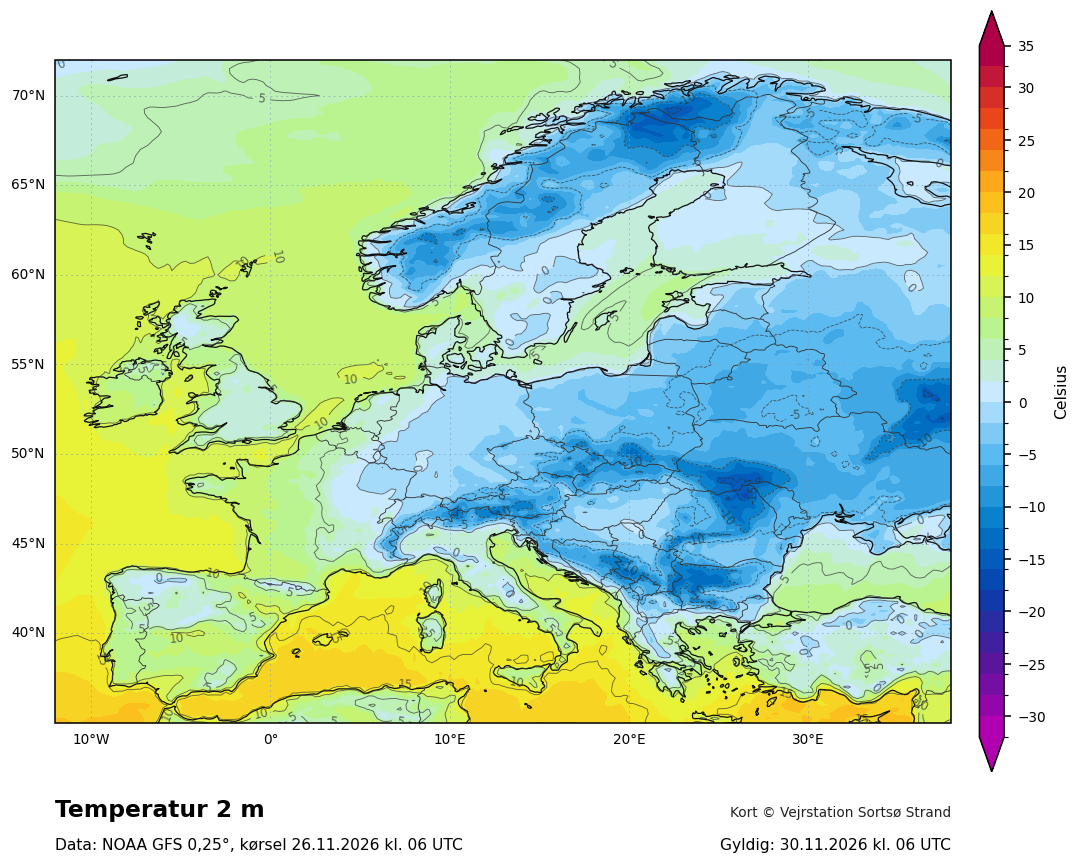 70°N
65°N
60°N
55°N
50°N
45°N
40°N
10°W
0°
10°E
20°E
30°E
35
30
25
20
15
10
5
0
−5
−10
−15
−20
−25
−30
Celsius
Temperatur 2 m
Kort © Vejrstation Sortsø Strand
Data: NOAA GFS 0,25°, kørsel 26.11.2026 kl. 06 UTC
Gyldig: 30.11.2026 kl. 06 UTC